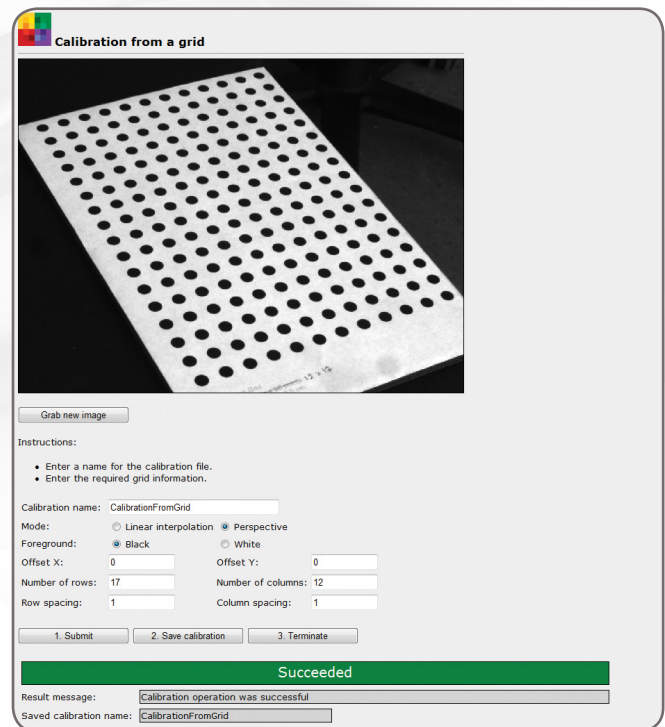 Calibration from a grid
12 x 12
Grab new image
Instructions:
• Enter a name for the calibration file.
• Enter the required grid information.
Calibration name: CalibrationFromGrid
Mode: Linear interpolation Perspective
Foreground: Black White
Offset X: 0 Offset Y: 0
Number of rows: 17 Number of columns: 12
Row spacing: 1 Column spacing: 1
1. Submit 2. Save calibration 3. Terminate
Succeeded
Result message: Calibration operation was successful
Saved calibration name: CalibrationFromGrid